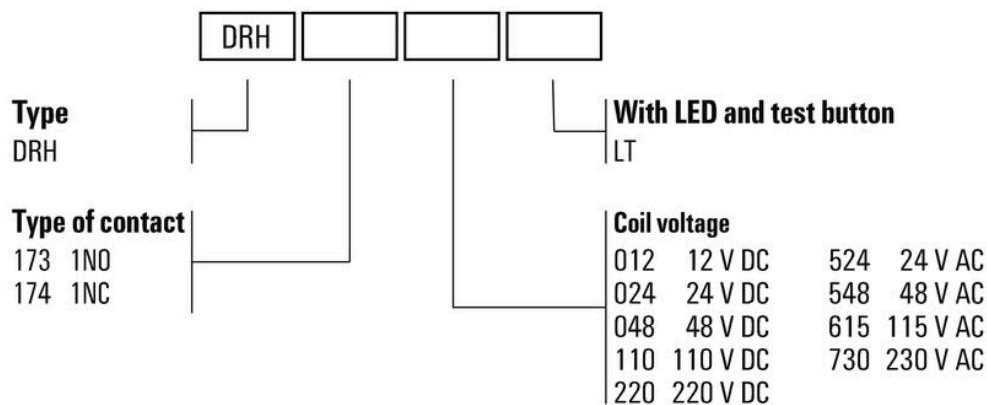 DRH
Type
DRH
With LED and test button
LT
Type of contact
173 1NO
174 1NC
Coil voltage
012 12 V DC 524 24 V AC
024 24 V DC 548 48 V AC
048 48 V DC 615 115 V AC
110 110 V DC 730 230 V AC
220 220 V DC